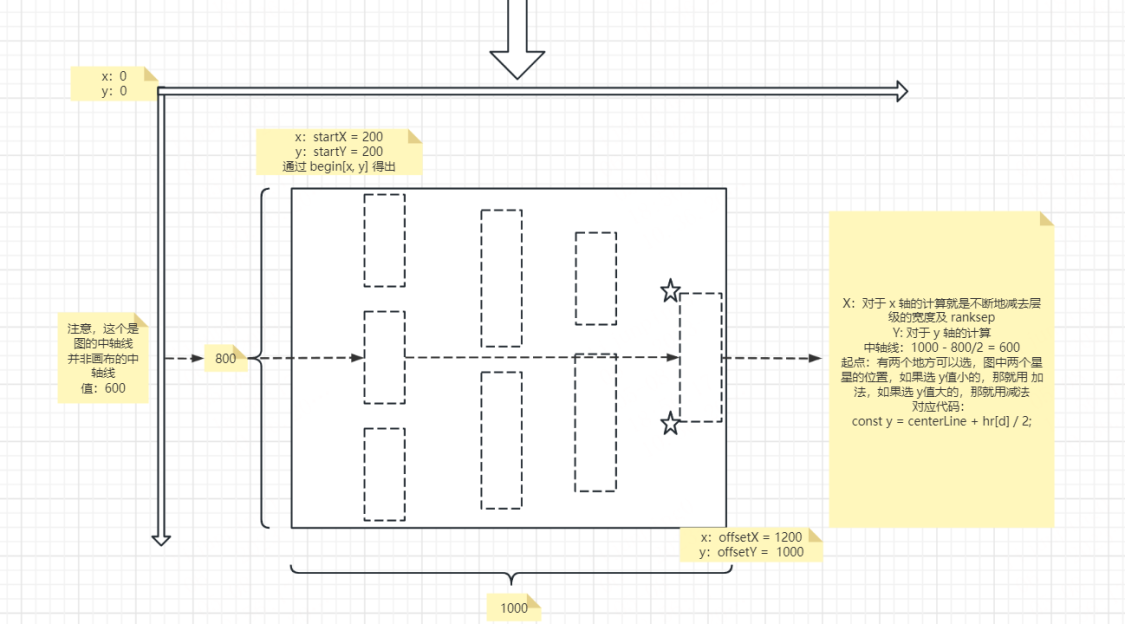 x: 0
y: 0
x: startX = 200
y: startY = 200
通过 begin[x, y] 得出
注意，这个是
图的中轴线
并非画布的中
轴线
值：600
800
X：对于 x 轴的计算就是不断地减去层
级的宽度及 ranksep
Y: 对于 y 轴的计算
中轴线：1000 - 800/2 = 600
起点：有两个地方可以选，图中两个星
星的位置，如果选 y值小的，那就用 加
法，如果选 y值大的，那就用减法
对应代码：
const y = centerLine + hr[d] / 2;
x: offsetX = 1200
y: offsetY = 1000
1000